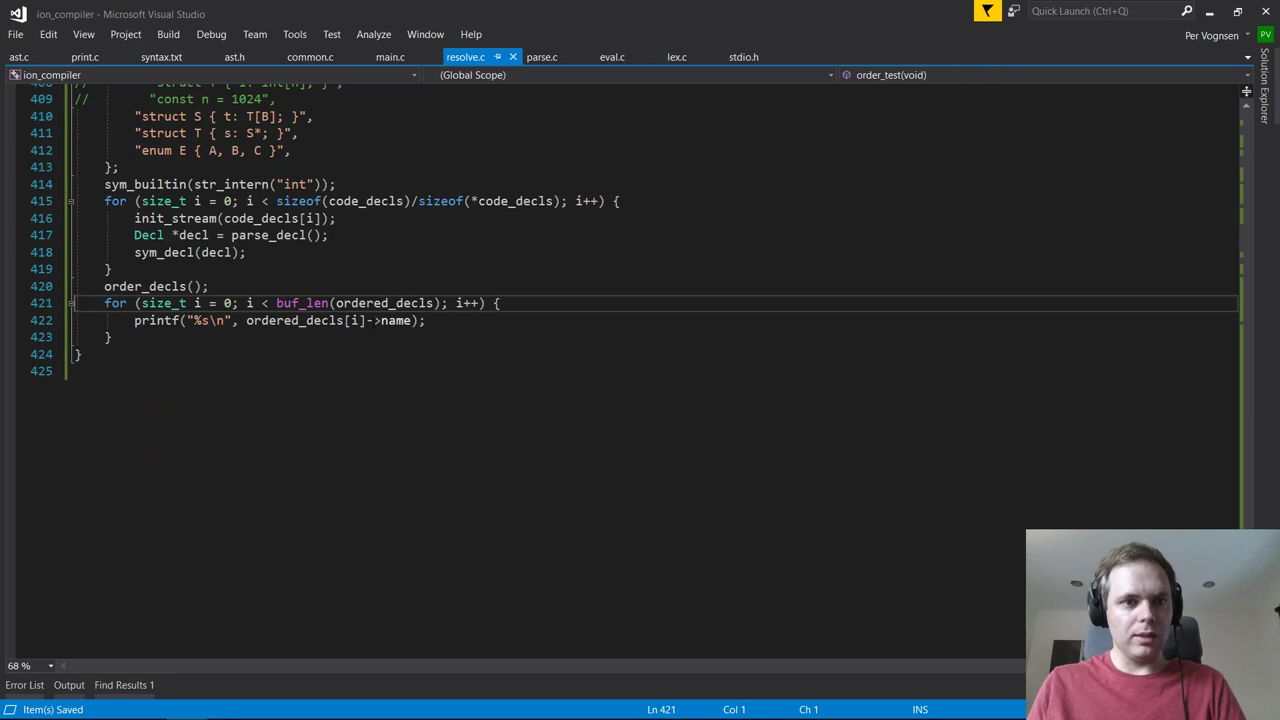 ion_compiler - Microsoft Visual Studio
Quick Launch (Ctrl+Q)
File Edit View Project Build Debug Team Tools Test Analyze Window Help
Per Vognsen PV
ast.c print.c syntax.txt ast.h common.c main.c resolve.c parse.c eval.c lex.c stdio.h
ion_compiler (Global Scope) order_test(void)
Solution Explorer
409 // "const n = 1024",
410 "struct S { t: T[B]; }",
411 "struct T { s: S*; }",
412 "enum E { A, B, C }",
413 };
414 sym_builtin(str_intern("int"));
415 for (size_t i = 0; i < sizeof(code_decls)/sizeof(*code_decls); i++) {
416 init_stream(code_decls[i]);
417 Decl *decl = parse_decl();
418 sym_decl(decl);
419 }
420 order_decls();
421 for (size_t i = 0; i < buf_len(ordered_decls); i++) {
422 printf("%s\n", ordered_decls[i]->name);
423 }
424 }
425
68 %
Error List Output Find Results 1
Item(s) Saved Ln 421 Col 1 Ch 1 INS